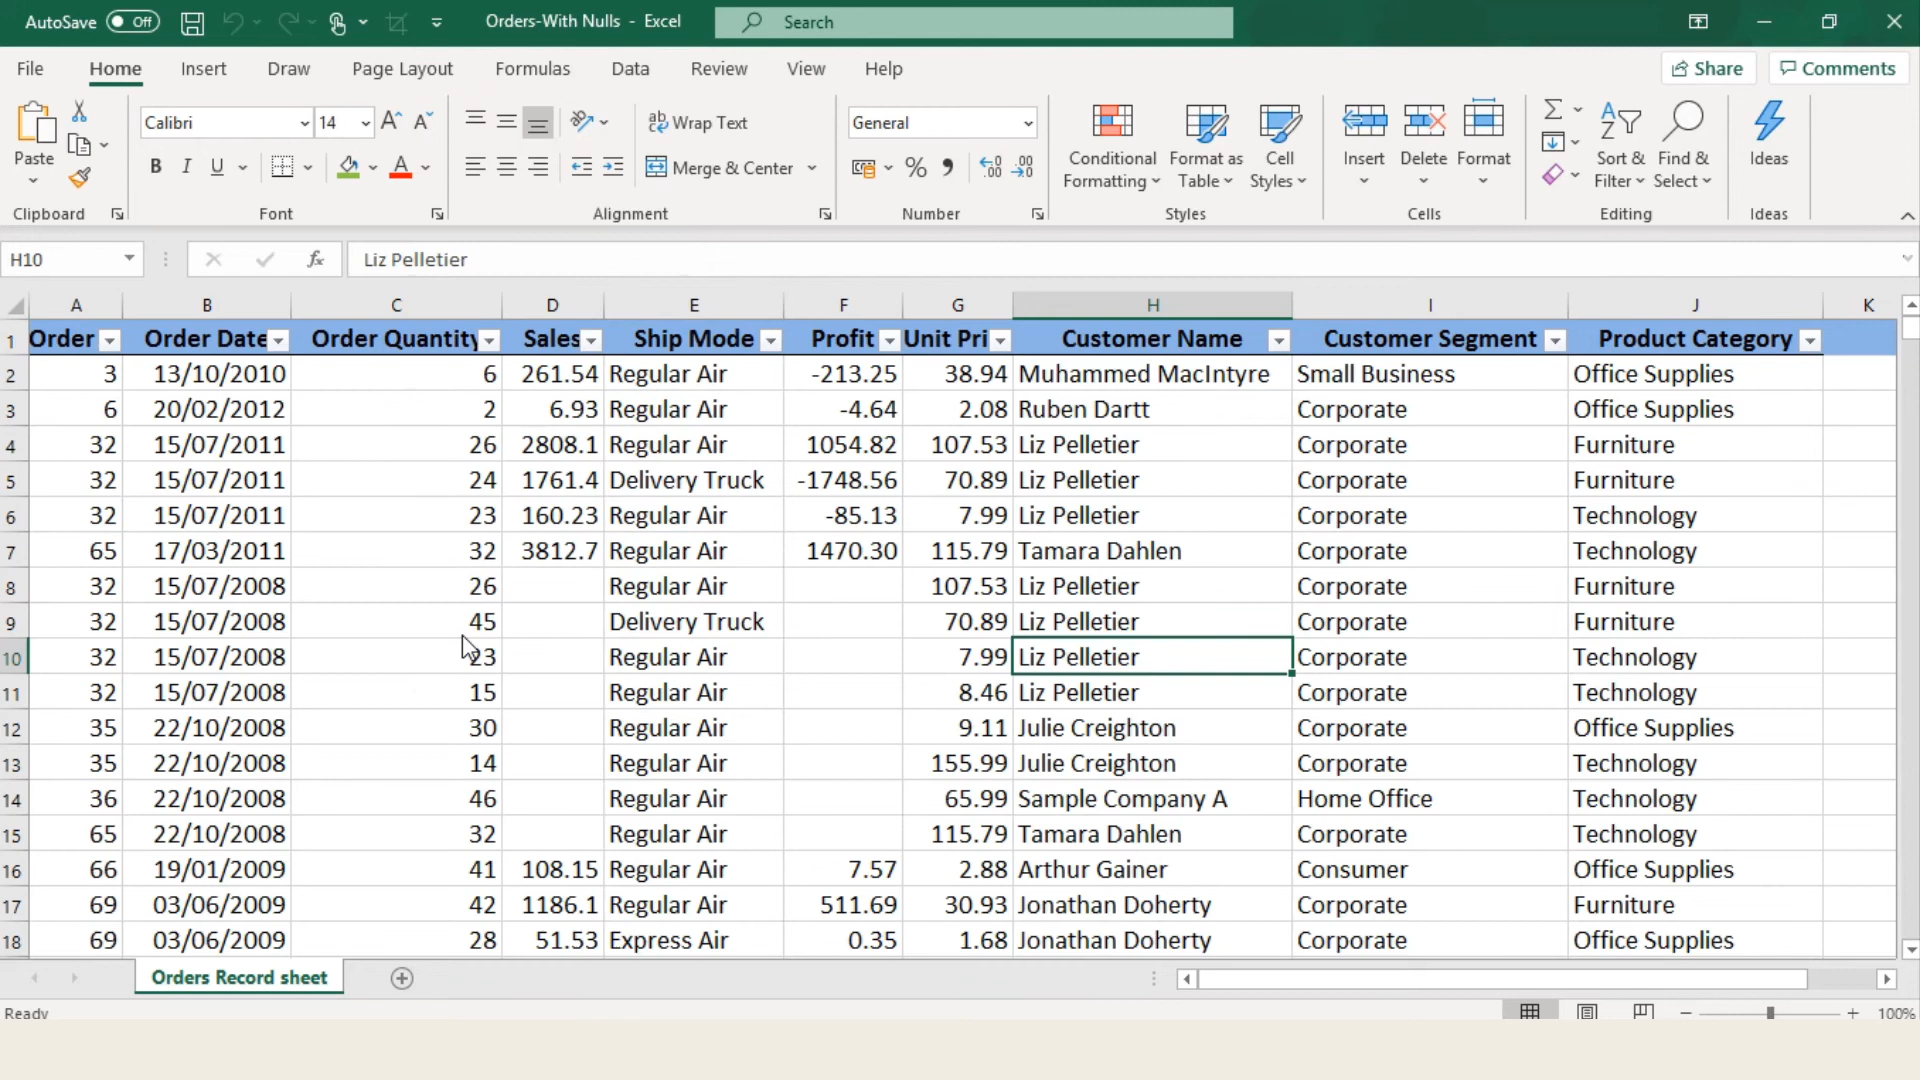 AutoSave Off Orders-With Nulls - Excel Search
File Home Insert Draw Page Layout Formulas Data Review View Help Share Comments
Paste Calibri 14 Wrap Text General Conditional Formatting Format as Table Cell Styles Insert Delete Format Sort & Filter Find & Select Ideas
B I U Merge & Center % 
Clipboard Font Alignment Number Styles Cells Editing Ideas
H10 fx Liz Pelletier
A B C D E F G H I J K
1 Order Order Date Order Quantity Sales Ship Mode Profit Unit Pri Customer Name Customer Segment Product Category
2 3 13/10/2010 6 261.54 Regular Air -213.25 38.94 Muhammed MacIntyre Small Business Office Supplies
3 6 20/02/2012 2 6.93 Regular Air -4.64 2.08 Ruben Dartt Corporate Office Supplies
4 32 15/07/2011 26 2808.1 Regular Air 1054.82 107.53 Liz Pelletier Corporate Furniture
5 32 15/07/2011 24 1761.4 Delivery Truck -1748.56 70.89 Liz Pelletier Corporate Furniture
6 32 15/07/2011 23 160.23 Regular Air -85.13 7.99 Liz Pelletier Corporate Technology
7 65 17/03/2011 32 3812.7 Regular Air 1470.30 115.79 Tamara Dahlen Corporate Technology
8 32 15/07/2008 26 Regular Air 107.53 Liz Pelletier Corporate Furniture
9 32 15/07/2008 45 Delivery Truck 70.89 Liz Pelletier Corporate Furniture
10 32 15/07/2008 23 Regular Air 7.99 Liz Pelletier Corporate Technology
11 32 15/07/2008 15 Regular Air 8.46 Liz Pelletier Corporate Technology
12 35 22/10/2008 30 Regular Air 9.11 Julie Creighton Corporate Office Supplies
13 35 22/10/2008 14 Regular Air 155.99 Julie Creighton Corporate Technology
14 36 22/10/2008 46 Regular Air 65.99 Sample Company A Home Office Technology
15 65 22/10/2008 32 Regular Air 115.79 Tamara Dahlen Corporate Technology
16 66 19/01/2009 41 108.15 Regular Air 7.57 2.88 Arthur Gainer Consumer Office Supplies
17 69 03/06/2009 42 1186.1 Regular Air 511.69 30.93 Jonathan Doherty Corporate Furniture
18 69 03/06/2009 28 51.53 Express Air 0.35 1.68 Jonathan Doherty Corporate Office Supplies
Orders Record sheet
Ready 100%